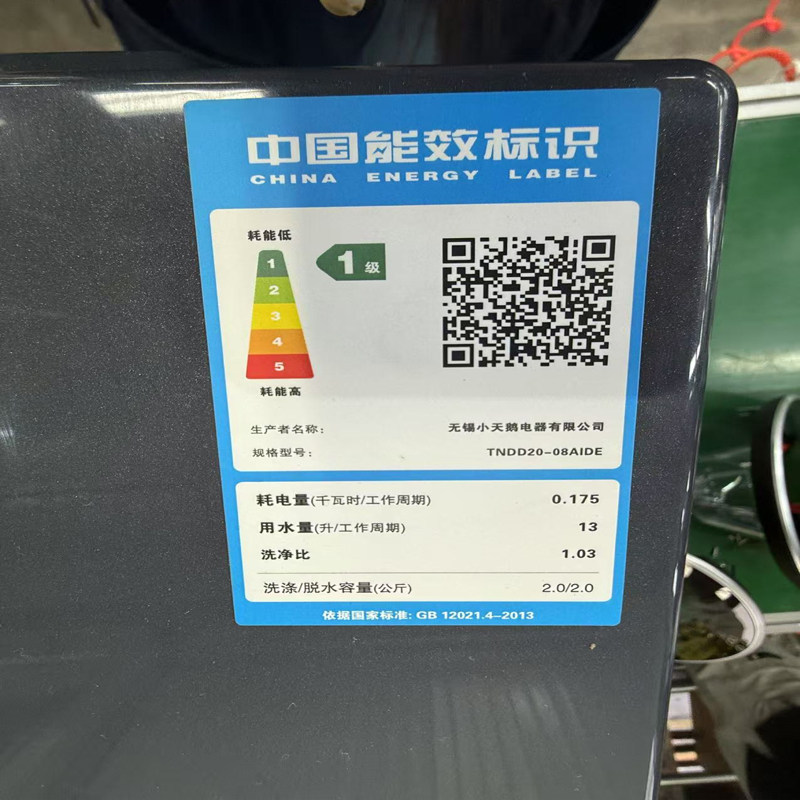 中国能效标识
CHINA ENERGY LABEL
耗能低
1
2
3
4
5
耗能高
1级
生产者名称: 无锡小天鹅电器有限公司
规格型号: TNDD20-08AIDE
耗电量(千瓦时/工作周期) 0.175
用水量(升/工作周期) 13
洗净比 1.03
洗涤/脱水容量(公斤) 2.0/2.0
依据国家标准: GB 12021.4-2013